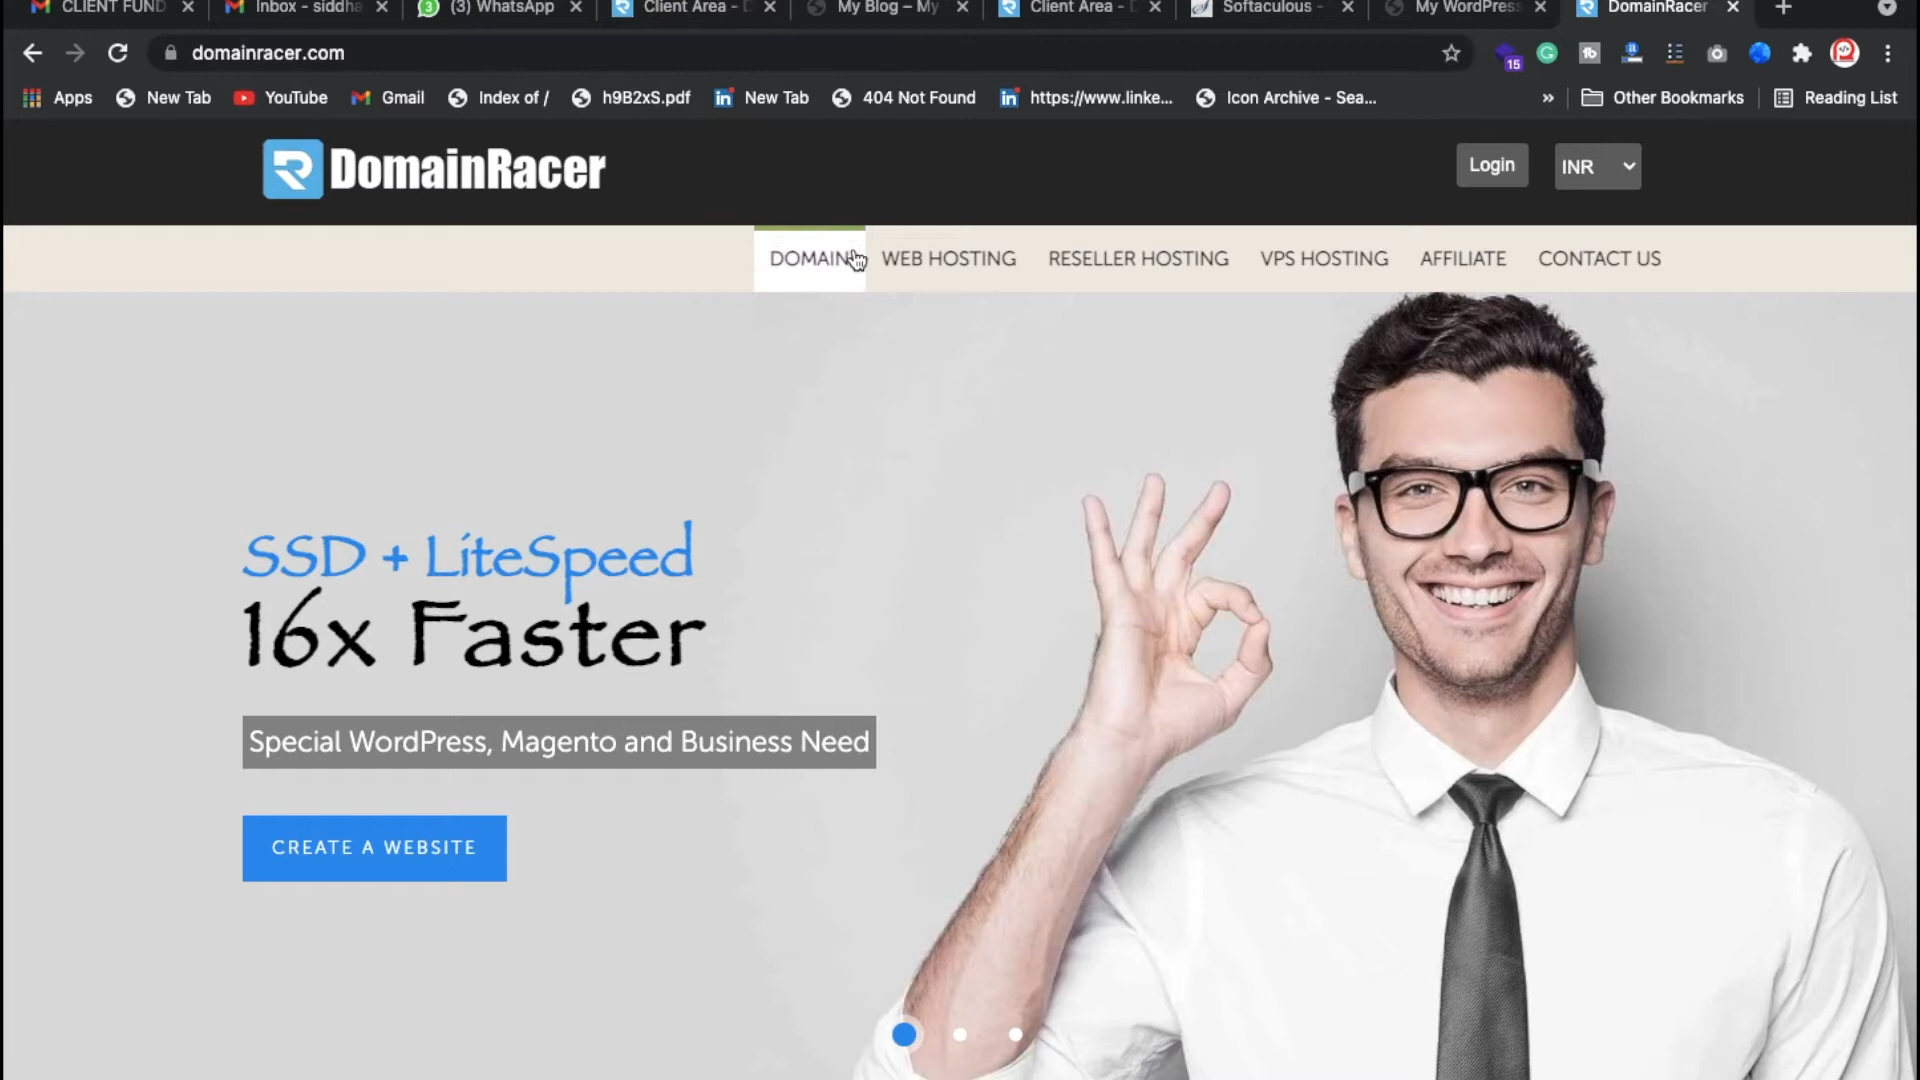 CLIENT FUND
Inbox - siddha
(3) WhatsApp
Client Area - D
My Blog – My
Client Area - D
Softaculous -
My WordPress
DomainRacer
domainracer.com
15
Apps
New Tab
YouTube
Gmail
Index of /
h9B2xS.pdf
New Tab
404 Not Found
https://www.linke...
Icon Archive - Sea...
»
Other Bookmarks
Reading List
DomainRacer
Login
INR
DOMAIN
WEB HOSTING
RESELLER HOSTING
VPS HOSTING
AFFILIATE
CONTACT US
SSD + LiteSpeed
16x Faster
Special WordPress, Magento and Business Need
CREATE A WEBSITE